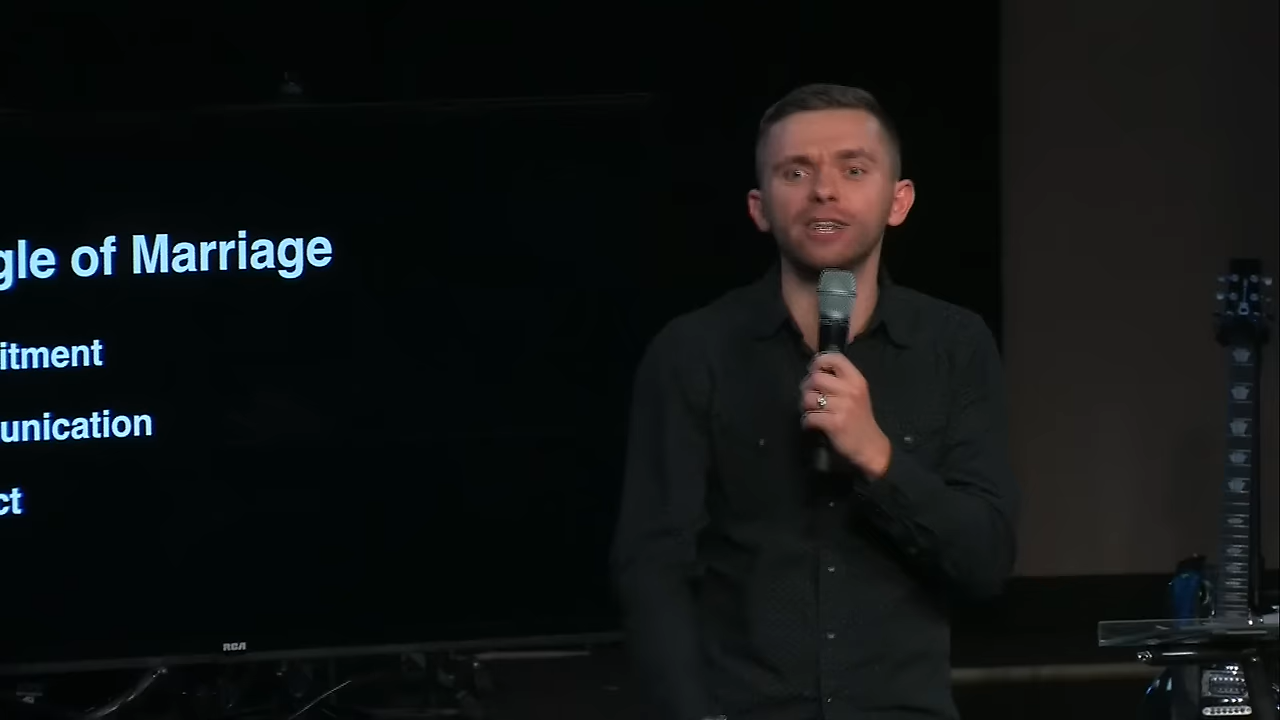 gle of Marriage
itment
unication
ct
RCA